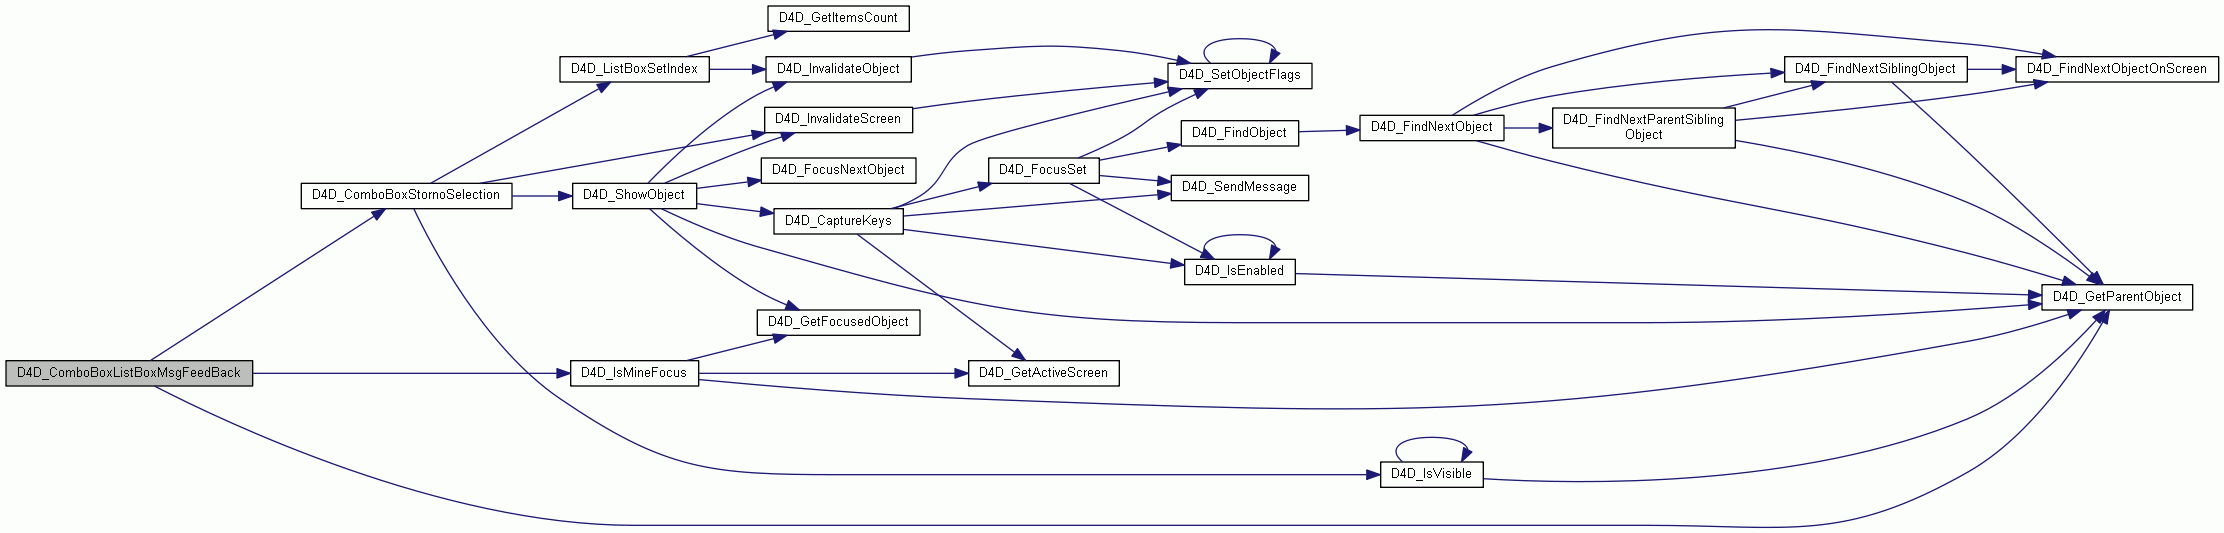 D4D_GetItemsCount
D4D_ListBoxSetIndex
D4D_InvalidateObject
D4D_SetObjectFlags
D4D_FindNextSiblingObject
D4D_FindNextObjectOnScreen
D4D_InvalidateScreen
D4D_FindObject
D4D_FindNextObject
D4D_FindNextParentSibling
Object
D4D_FocusNextObject
D4D_FocusSet
D4D_SendMessage
D4D_ComboBoxStornoSelection
D4D_ShowObject
D4D_CaptureKeys
D4D_IsEnabled
D4D_GetParentObject
D4D_GetFocusedObject
D4D_ComboBoxListBoxMsgFeedBack
D4D_IsMineFocus
D4D_GetActiveScreen
D4D_IsVisible